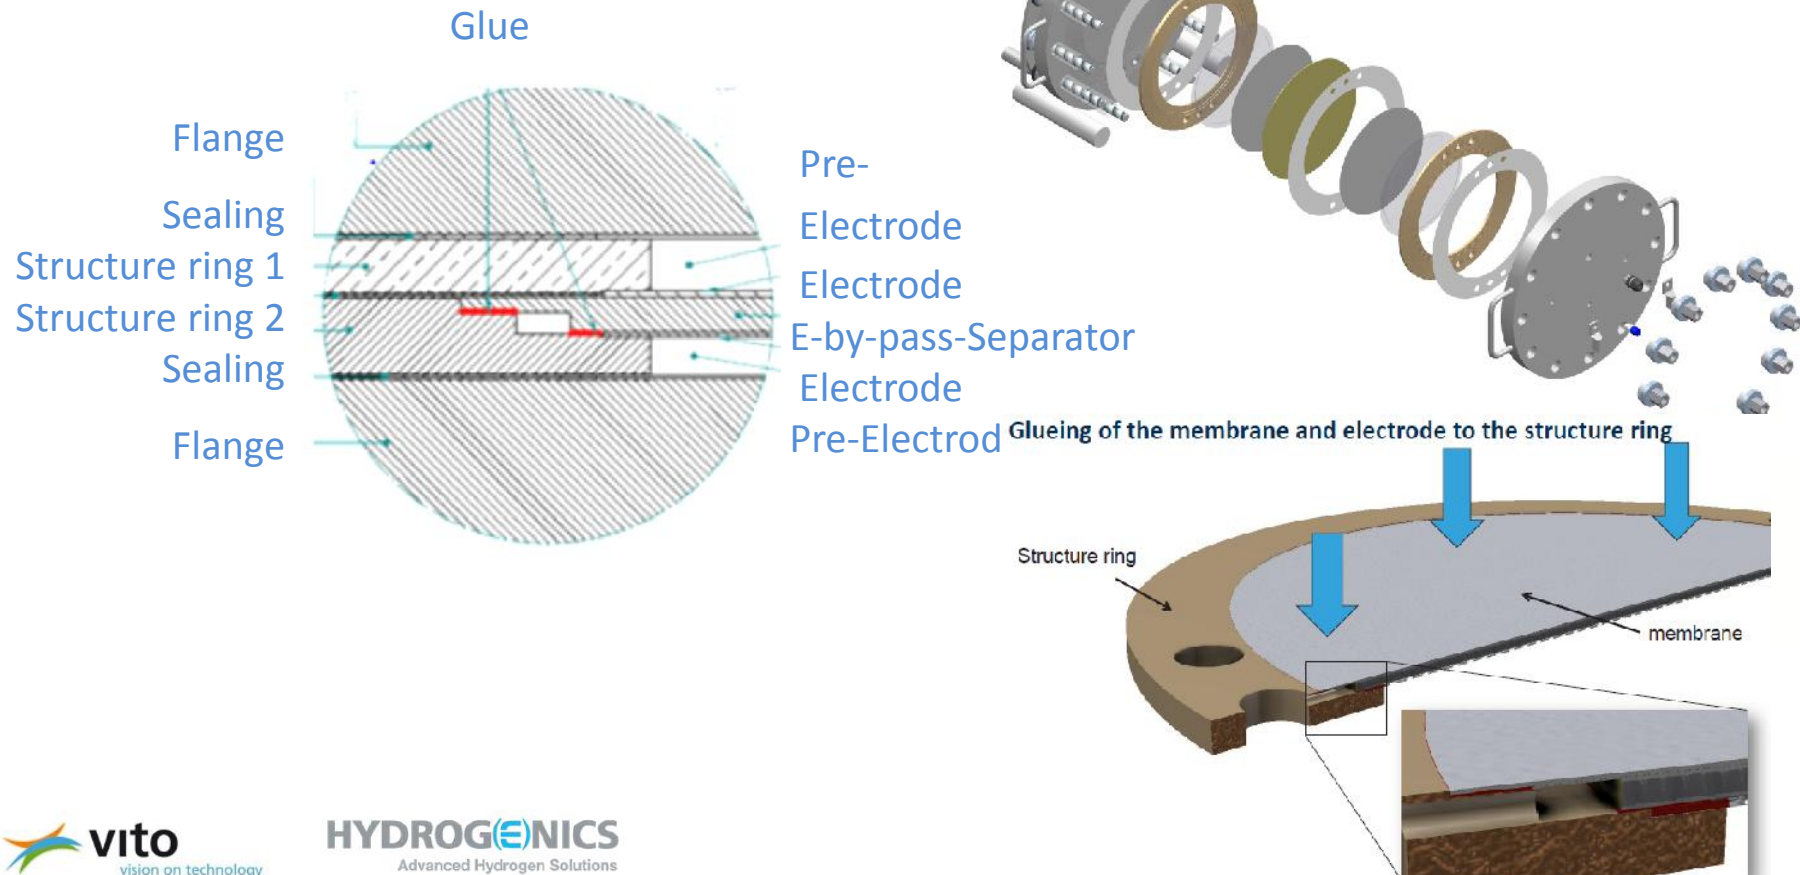 Glue
Flange
Sealing
Structure ring 1
Structure ring 2
Sealing
Flange
Pre-
Electrode
Electrode
E-by-pass-Separator
Electrode
Pre-Electrod
Glueing of the membrane and electrode to the structure ring
Structure ring
membrane
vito
vision on technology
HYDROGENICS
Advanced Hydrogen Solutions